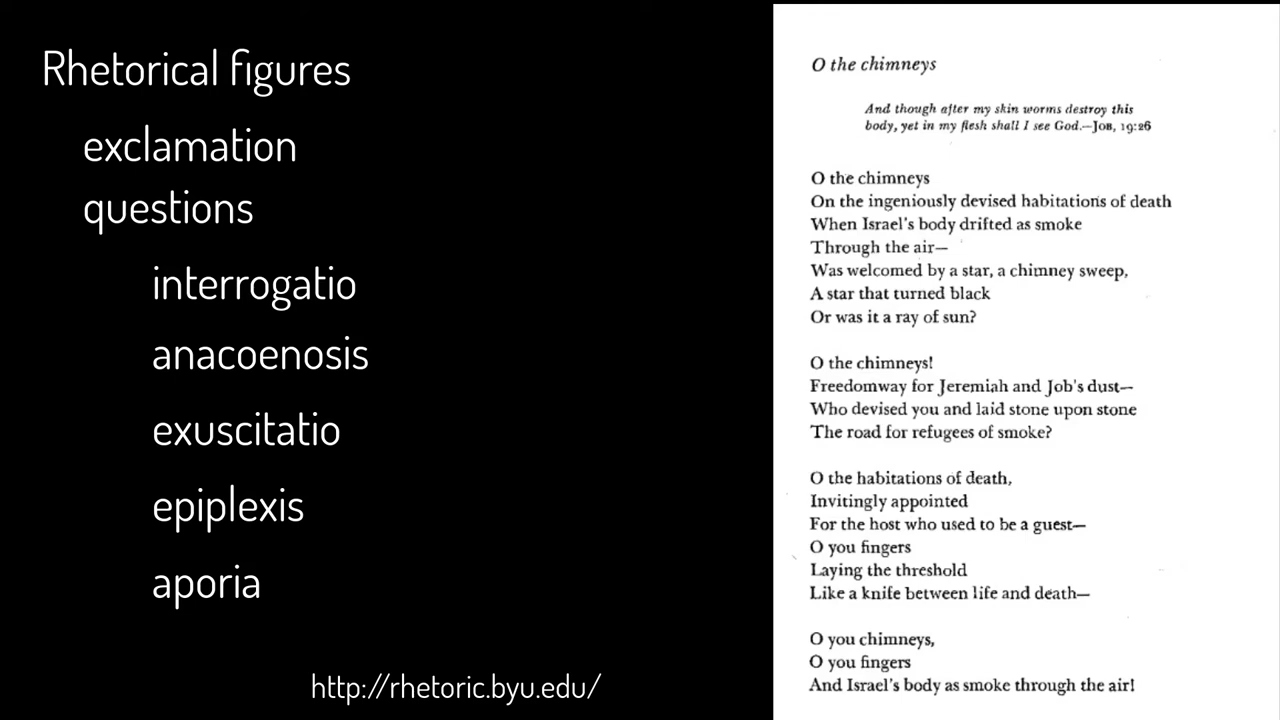 Rhetorical figures
exclamation
questions
interrogatio
anacoenosis
exuscitatio
epiplexis
aporia
http://rhetoric.byu.edu/
O the chimneys
And though after my skin worms destroy this
body, yet in my flesh shall I see God.—JOB, 19:26
O the chimneys
On the ingeniously devised habitations of death
When Israel's body drifted as smoke
Through the air—
Was welcomed by a star, a chimney sweep,
A star that turned black
Or was it a ray of sun?
O the chimneys!
Freedomway for Jeremiah and Job's dust—
Who devised you and laid stone upon stone
The road for refugees of smoke?
O the habitations of death,
Invitingly appointed
For the host who used to be a guest—
O you fingers
Laying the threshold
Like a knife between life and death—
O you chimneys,
O you fingers
And Israel's body as smoke through the air!